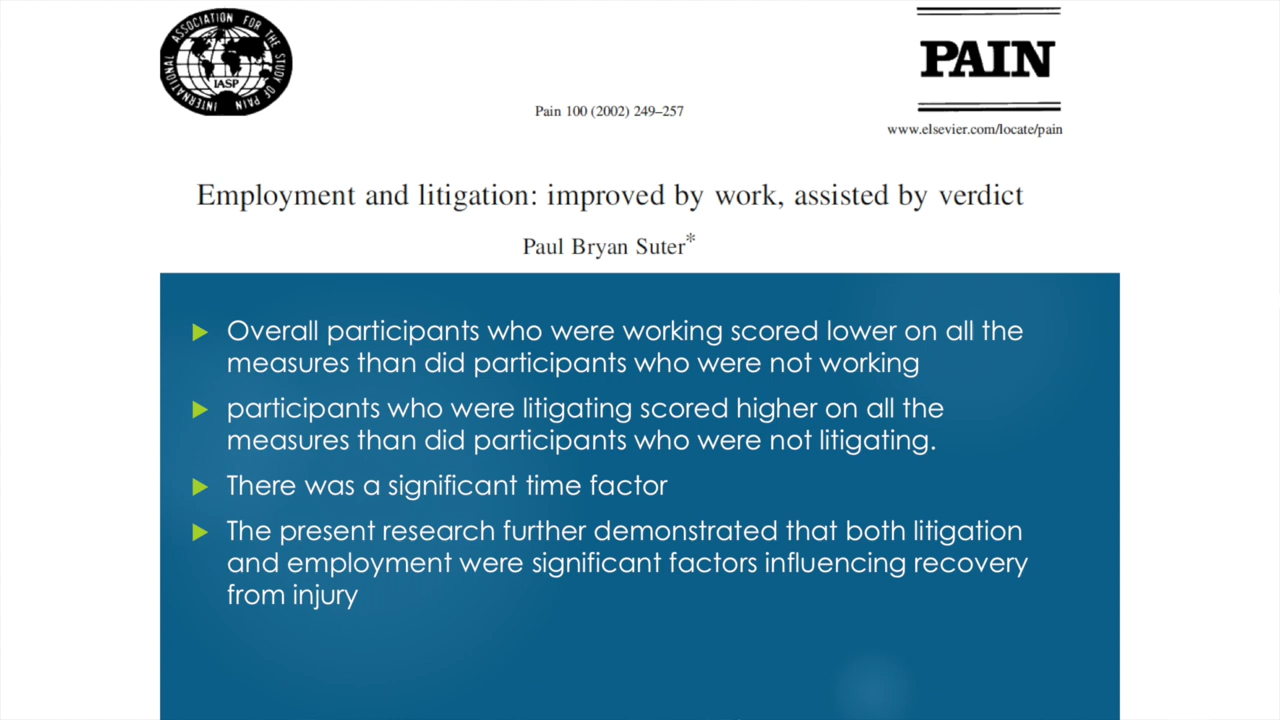 INTERNATIONAL ASSOCIATION FOR THE STUDY OF PAIN
IASP
PAIN
Pain 100 (2002) 249–257
www.elsevier.com/locate/pain
Employment and litigation: improved by work, assisted by verdict
Paul Bryan Suter*
Overall participants who were working scored lower on all the
measures than did participants who were not working
participants who were litigating scored higher on all the
measures than did participants who were not litigating.
There was a significant time factor
The present research further demonstrated that both litigation
and employment were significant factors influencing recovery
from injury